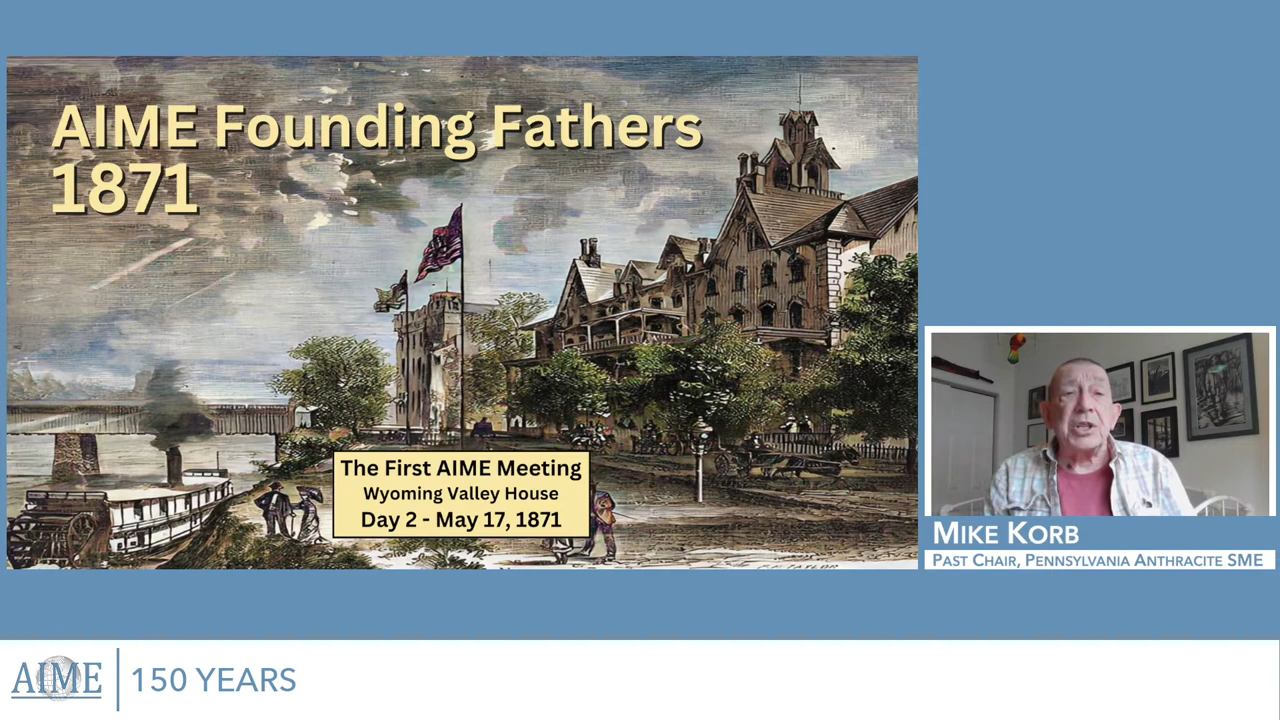 AIME Founding Fathers
1871
The First AIME Meeting
Wyoming Valley House
Day 2 - May 17, 1871
MIKE KORB
PAST CHAIR, PENNSYLVANIA ANTHRACITE SME
AIME
150 YEARS